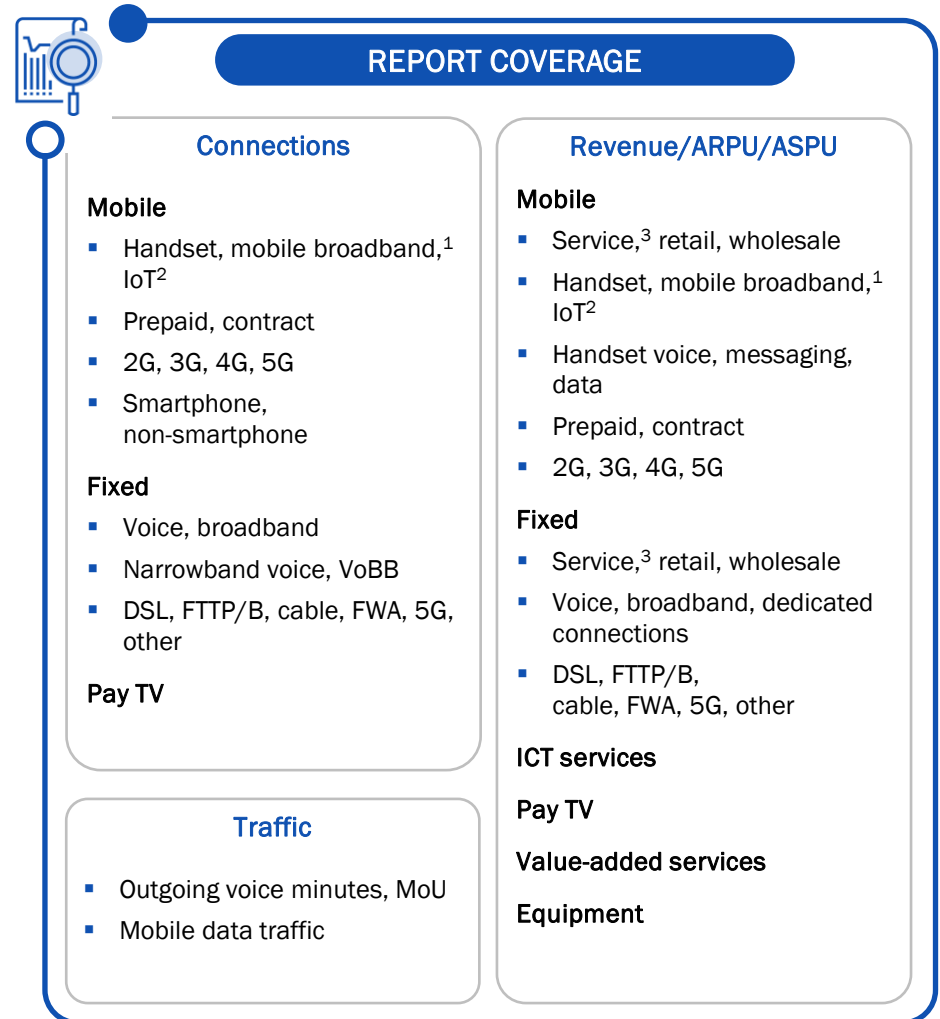 REPORT COVERAGE
Connections
Mobile
▪ Handset, mobile broadband,¹
IoT²
▪ Prepaid, contract
▪ 2G, 3G, 4G, 5G
▪ Smartphone,
non-smartphone
Fixed
▪ Voice, broadband
▪ Narrowband voice, VoBB
▪ DSL, FTTP/B, cable, FWA, 5G,
other
Pay TV
Traffic
▪ Outgoing voice minutes, MoU
▪ Mobile data traffic
Revenue/ARPU/ASPU
Mobile
▪ Service,³ retail, wholesale
▪ Handset, mobile broadband,¹
IoT²
▪ Handset voice, messaging,
data
▪ Prepaid, contract
▪ 2G, 3G, 4G, 5G
Fixed
▪ Service,³ retail, wholesale
▪ Voice, broadband, dedicated
connections
▪ DSL, FTTP/B,
cable, FWA, 5G, other
ICT services
Pay TV
Value-added services
Equipment